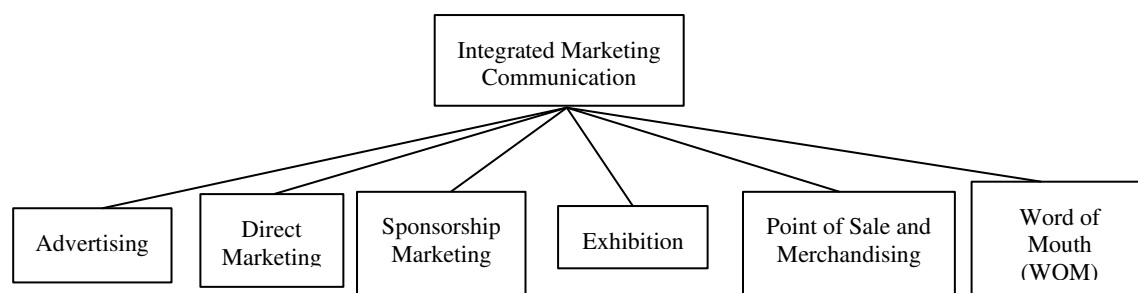 Integrated Marketing
Communication
Advertising
Direct
Marketing
Sponsorship
Marketing
Exhibition
Point of Sale and
Merchandising
Word of
Mouth
(WOM)